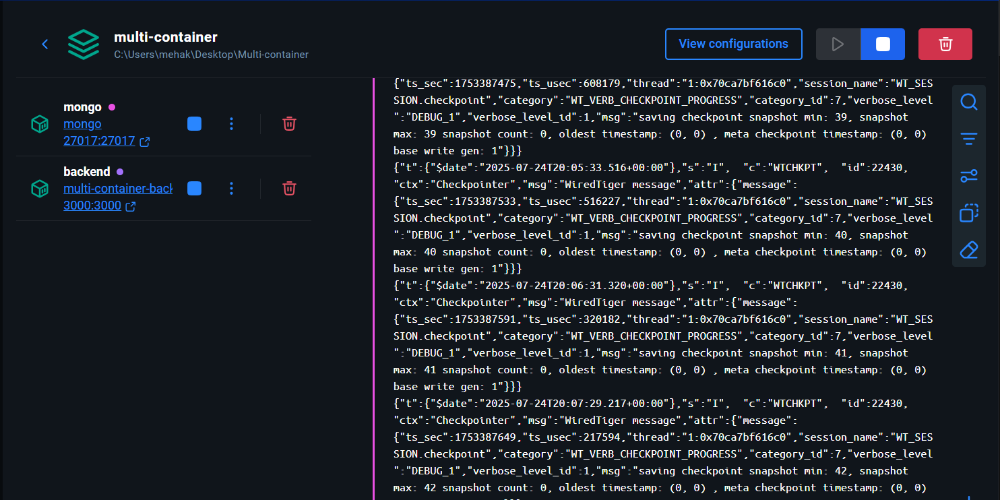 multi-container
C:\Users\mehak\Desktop\Multi-container
View configurations
mongo
mongo
27017:27017
backend
multi-container-back
3000:3000
{"ts_sec":1753387475,"ts_usec":608179,"thread":"1:0x70ca7bf616c0","session_name":"WT_SES
SION.checkpoint","category":"WT_VERB_CHECKPOINT_PROGRESS","category_id":7,"verbose_level
":"DEBUG_1","verbose_level_id":1,"msg":"saving checkpoint snapshot min: 39, snapshot
max: 39 snapshot count: 0, oldest timestamp: (0, 0) , meta checkpoint timestamp: (0, 0)
base write gen: 1"}}}
{"t":{"$date":"2025-07-24T20:05:33.516+00:00"},"s":"I",  "c":"WTCHKPT",  "id":22430,
"ctx":"Checkpointer","msg":"WiredTiger message","attr":{"message":
{"ts_sec":1753387533,"ts_usec":516227,"thread":"1:0x70ca7bf616c0","session_name":"WT_SES
SION.checkpoint","category":"WT_VERB_CHECKPOINT_PROGRESS","category_id":7,"verbose_level
":"DEBUG_1","verbose_level_id":1,"msg":"saving checkpoint snapshot min: 40, snapshot
max: 40 snapshot count: 0, oldest timestamp: (0, 0) , meta checkpoint timestamp: (0, 0)
base write gen: 1"}}}
{"t":{"$date":"2025-07-24T20:06:31.320+00:00"},"s":"I",  "c":"WTCHKPT",  "id":22430,
"ctx":"Checkpointer","msg":"WiredTiger message","attr":{"message":
{"ts_sec":1753387591,"ts_usec":320182,"thread":"1:0x70ca7bf616c0","session_name":"WT_SES
SION.checkpoint","category":"WT_VERB_CHECKPOINT_PROGRESS","category_id":7,"verbose_level
":"DEBUG_1","verbose_level_id":1,"msg":"saving checkpoint snapshot min: 41, snapshot
max: 41 snapshot count: 0, oldest timestamp: (0, 0) , meta checkpoint timestamp: (0, 0)
base write gen: 1"}}}
{"t":{"$date":"2025-07-24T20:07:29.217+00:00"},"s":"I",  "c":"WTCHKPT",  "id":22430,
"ctx":"Checkpointer","msg":"WiredTiger message","attr":{"message":
{"ts_sec":1753387649,"ts_usec":217594,"thread":"1:0x70ca7bf616c0","session_name":"WT_SES
SION.checkpoint","category":"WT_VERB_CHECKPOINT_PROGRESS","category_id":7,"verbose_level
":"DEBUG_1","verbose_level_id":1,"msg":"saving checkpoint snapshot min: 42, snapshot
max: 42 snapshot count: 0, oldest timestamp: (0, 0) , meta checkpoint timestamp: (0, 0)